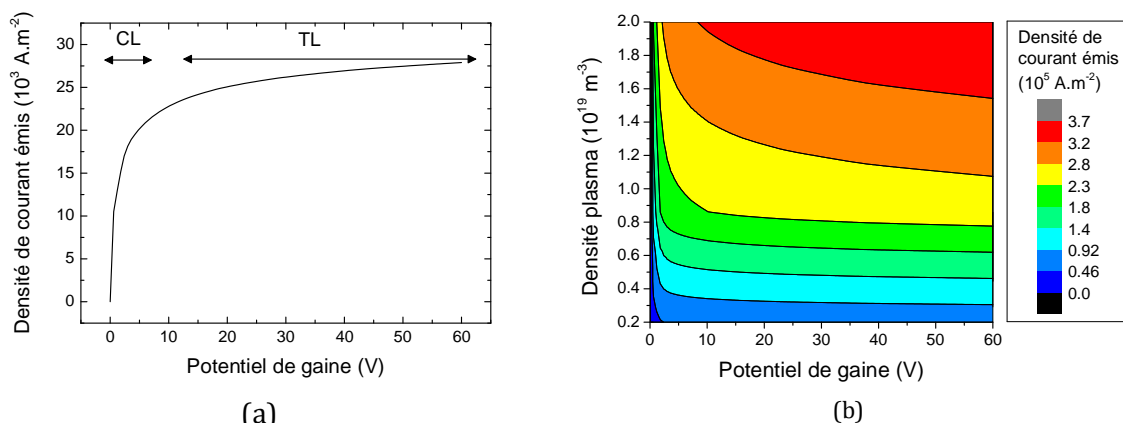 CL
TL
Densité de courant émis (10³ A.m⁻²)
30
25
20
15
10
5
0
0 10 20 30 40 50 60
Potentiel de gaine (V)
(a)
Densité plasma (10¹⁹ m⁻³)
2.0
1.8
1.6
1.4
1.2
1.0
0.8
0.6
0.4
0.2
0 10 20 30 40 50 60
Potentiel de gaine (V)
(b)
Densité de
courant émis
(10⁵ A.m⁻²)
3.7
3.2
2.8
2.3
1.8
1.4
0.92
0.46
0.0